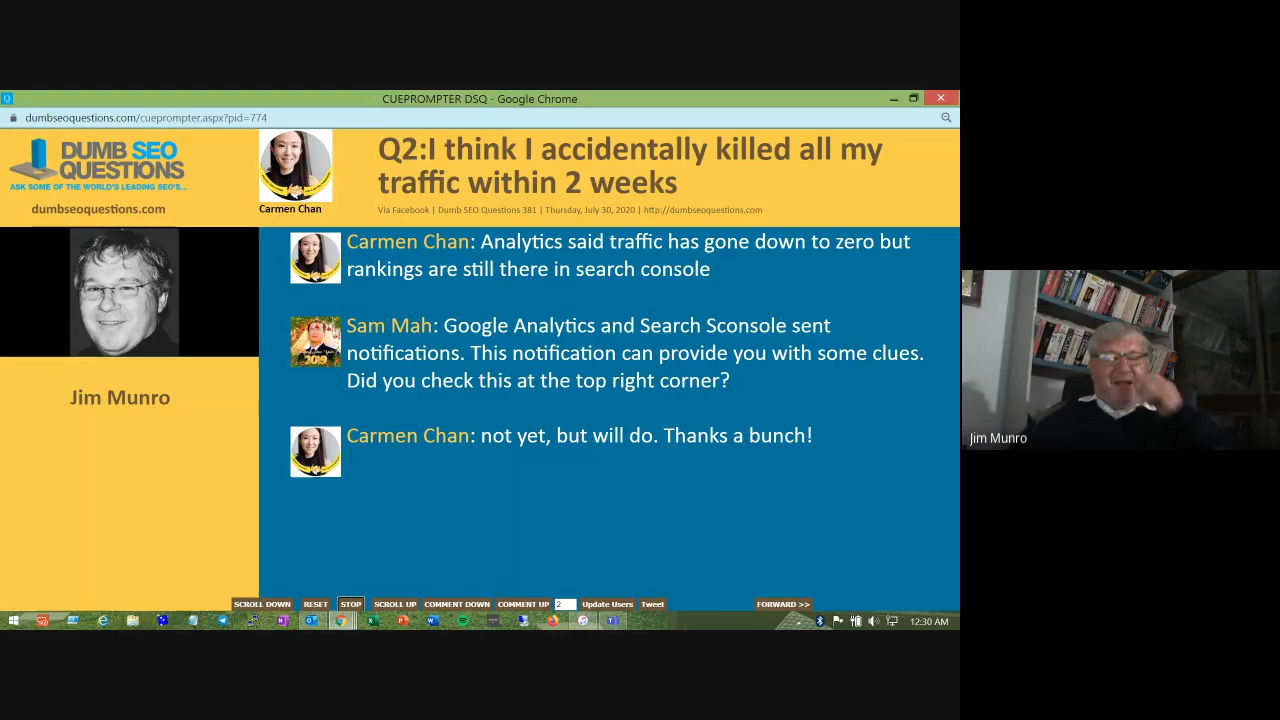 CUEPROMPTER DSQ - Google Chrome
dumbseoquestions.com/cueprompter.aspx?pid=774
DUMB SEO
QUESTIONS
ASK SOME OF THE WORLD'S LEADING SEO'S...
dumbseoquestions.com
Carmen Chan
Q2:I think I accidentally killed all my
traffic within 2 weeks
Via Facebook | Dumb SEO Questions 381 | Thursday, July 30, 2020 | http://dumbseoquestions.com
Jim Munro
Carmen Chan: Analytics said traffic has gone down to zero but
rankings are still there in search console
Sam Mah: Google Analytics and Search Sconsole sent
notifications. This notification can provide you with some clues.
Did you check this at the top right corner?
2019
Carmen Chan: not yet, but will do. Thanks a bunch!
Jim Munro
SCROLL DOWN RESET STOP SCROLL UP COMMENT DOWN COMMENT UP 2 Update Users Tweet FORWARD >>
12:30 AM